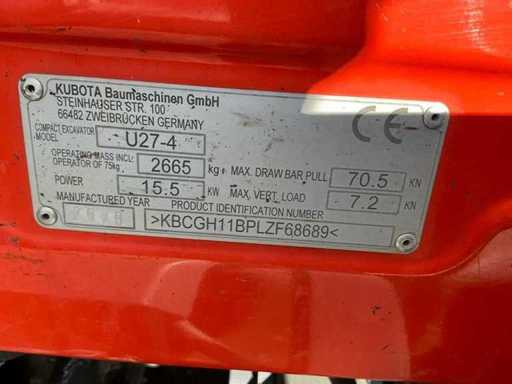 KUBOTA Baumaschinen GmbH
STEINHAUSER STR. 100
66482 ZWEIBRÜCKEN GERMANY
COMPACT EXCAVATOR
MODEL U27-4
OPERATING MASS INCL.
OPERATOR OF 75kg 2665 kg MAX. DRAW BAR PULL 70.5 KN
POWER 15.5 KW MAX. VERT. LOAD 7.2 KN
MANUFACTURED YEAR PRODUCT IDENTIFICATION NUMBER
>KBCGH11BPLZF68689<
CE